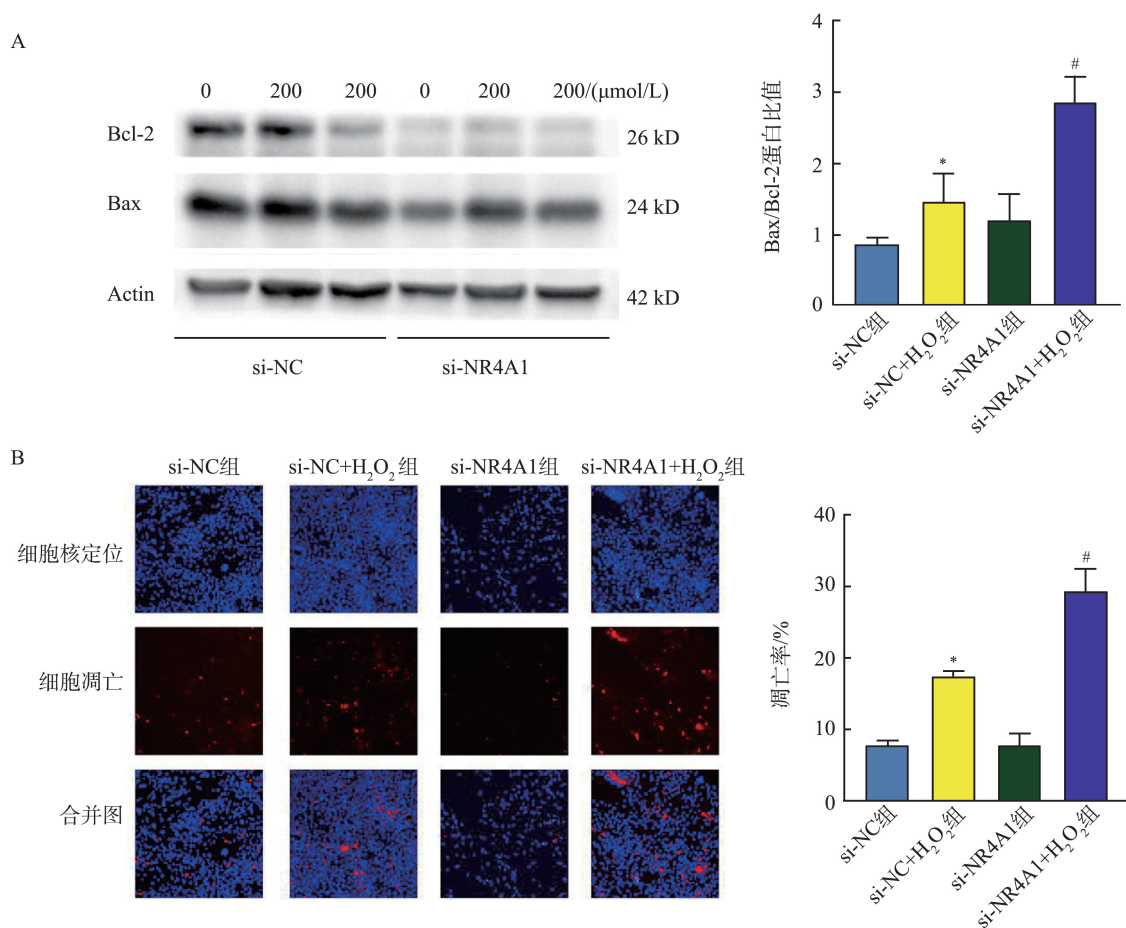 A
0 200 200 0 200 200/(μmol/L)
Bcl-2 26 kD
Bax 24 kD
Actin 42 kD
si-NC si-NR4A1
Bax/Bcl-2蛋白比值
4
3
2
1
0
* #
si-NC组 si-NC+H₂O₂组 si-NR4A1组 si-NR4A1+H₂O₂组
B
si-NC组 si-NC+H₂O₂组 si-NR4A1组 si-NR4A1+H₂O₂组
细胞核定位
细胞凋亡
合并图
凋亡率/%
40
30
20
10
0
* #
si-NC组 si-NC+H₂O₂组 si-NR4A1组 si-NR4A1+H₂O₂组